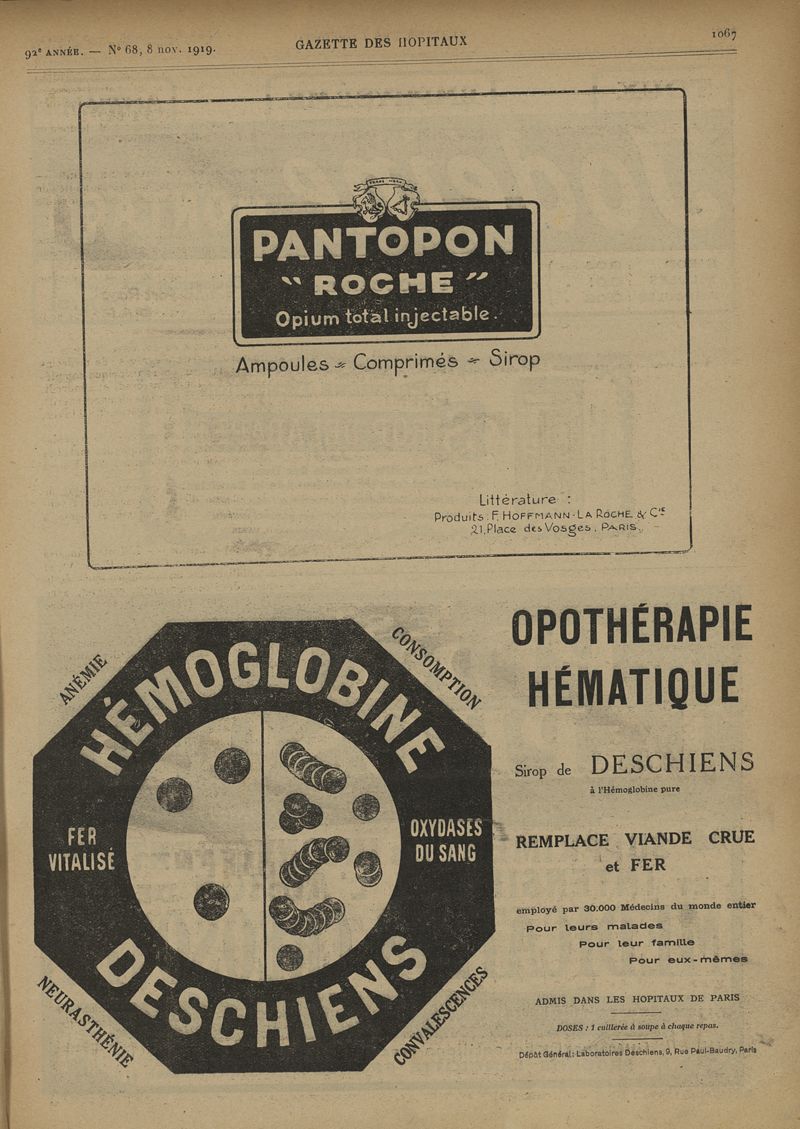 92e ANNÉE. — No 68, 8 nov. 1919.
GAZETTE DES HOPITAUX
1067
PANTOPON
"ROCHE"
Opium total injectable.
Ampoules - Comprimés - Sirop
Littérature :
Produits F. HOFFMANN-LA ROCHE & Cie
21, Place des Vosges, PARIS.
ANÉMIE
CONSOMPTION
HÉMOGLOBINE
FER
VITALISÉ
OXYDASES
DU SANG
DESCHIENS
NEURASTHÉNIE
CONVALESCENCES
OPOTHÉRAPIE
HÉMATIQUE
Sirop de DESCHIENS
à l'Hémoglobine pure
REMPLACE VIANDE CRUE
et FER
employé par 30.000 Médecins du monde entier
Pour leurs malades
Pour leur famille
Pour eux-mêmes
ADMIS DANS LES HOPITAUX DE PARIS
DOSES : 1 cuillerée à soupe à chaque repas.
Dépôt Général: Laboratoires Deschiens, 9, Rue Paul-Baudry, Paris